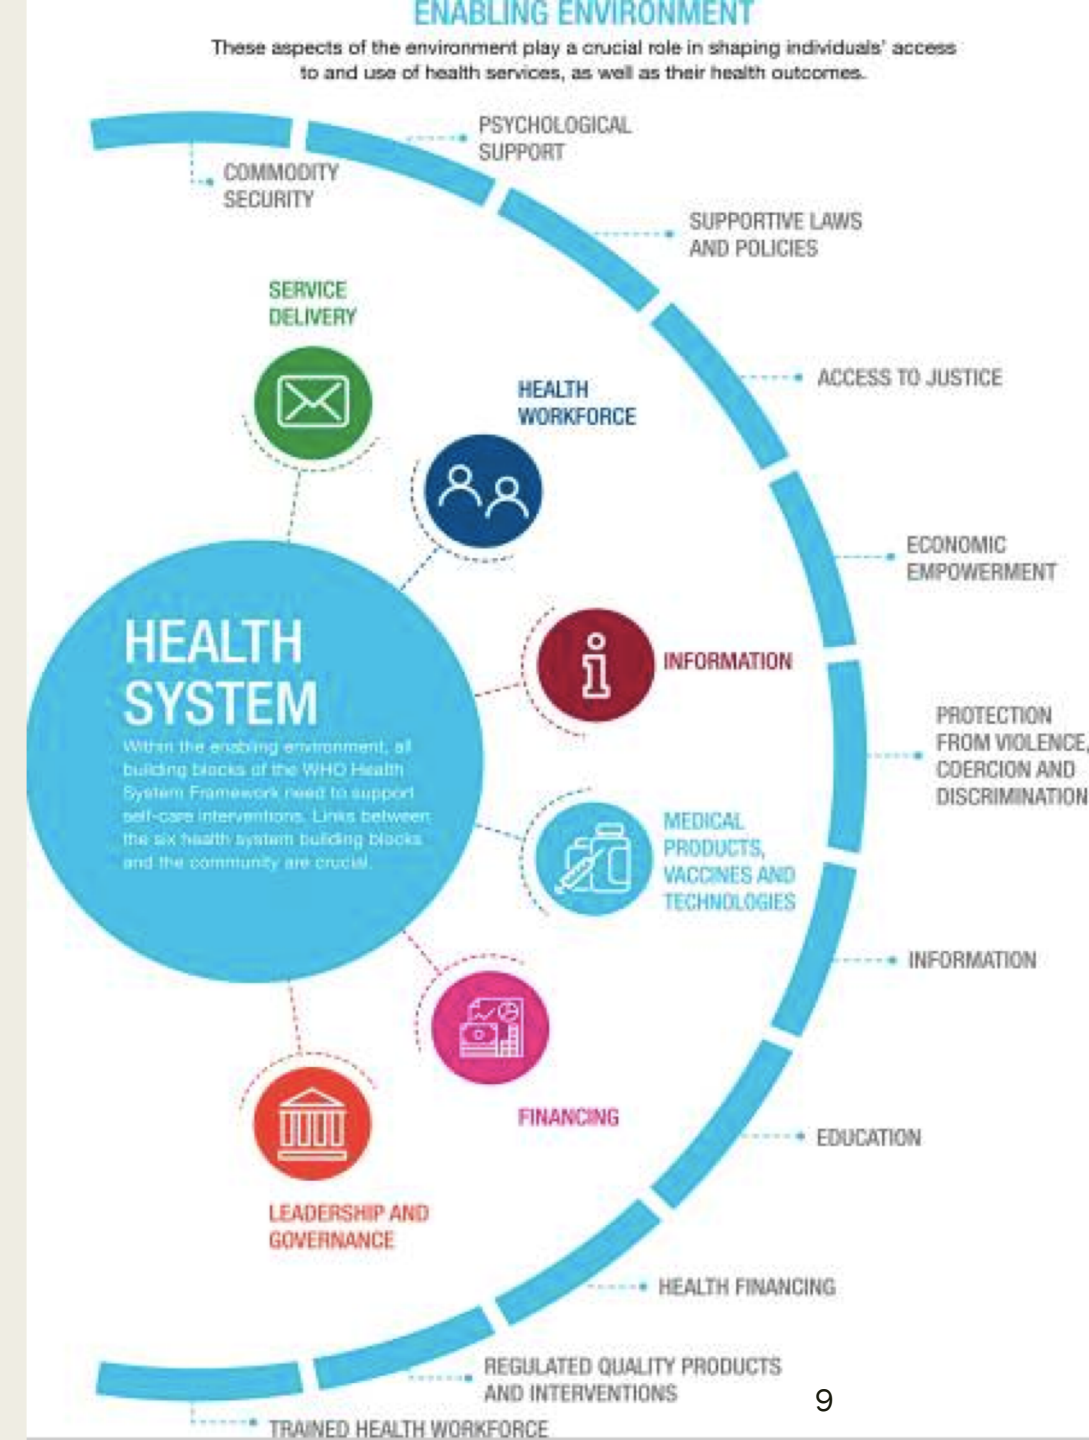 ENABLING ENVIRONMENT
These aspects of the environment play a crucial role in shaping individuals' access
to and use of health services, as well as their health outcomes.
PSYCHOLOGICAL
SUPPORT
COMMODITY
SECURITY
SUPPORTIVE LAWS
AND POLICIES
SERVICE
DELIVERY
ACCESS TO JUSTICE
HEALTH
WORKFORCE
ECONOMIC
EMPOWERMENT
HEALTH
SYSTEM
Within the enabling environment, all
building blocks of the WHO Health
System Framework need to support
self-care interventions. Links between
the six health system building blocks
and the community are crucial.
INFORMATION
PROTECTION
FROM VIOLENCE,
COERCION AND
DISCRIMINATION
MEDICAL
PRODUCTS,
VACCINES AND
TECHNOLOGIES
INFORMATION
FINANCING
EDUCATION
LEADERSHIP AND
GOVERNANCE
HEALTH FINANCING
REGULATED QUALITY PRODUCTS
AND INTERVENTIONS
9
TRAINED HEALTH WORKFORCE